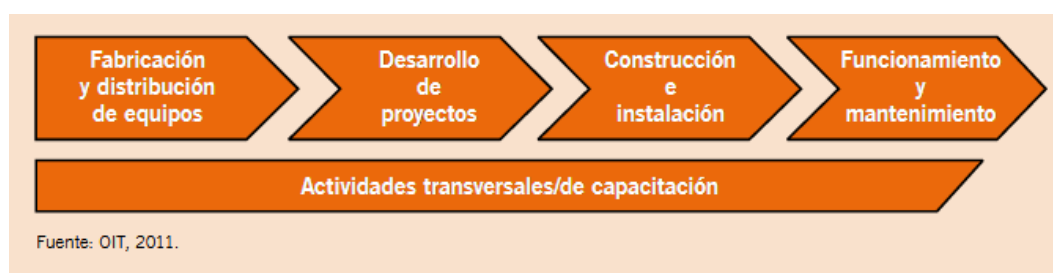 Fabricación
y distribución
de equipos
Desarrollo
de
proyectos
Construcción
e
instalación
Funcionamiento
y
mantenimiento
Actividades transversales/de capacitación
Fuente: OIT, 2011.